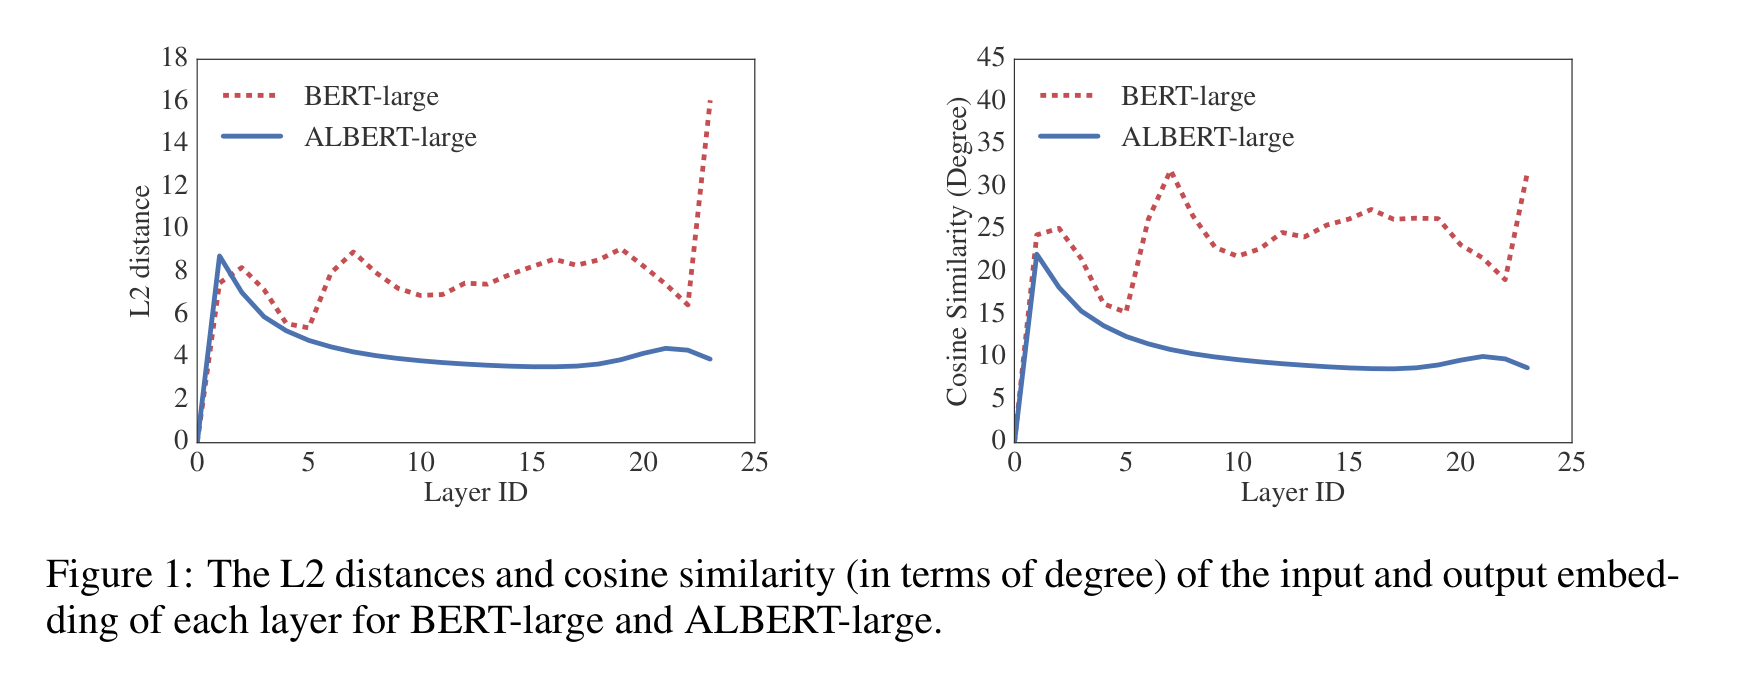 18
16
14
12
10
8
6
4
2
0
L2 distance
BERT-large
ALBERT-large
0 5 10 15 20 25
Layer ID
45
40
35
30
25
20
15
10
5
0
Cosine Similarity (Degree)
BERT-large
ALBERT-large
0 5 10 15 20 25
Layer ID
Figure 1: The L2 distances and cosine similarity (in terms of degree) of the input and output embed-
ding of each layer for BERT-large and ALBERT-large.